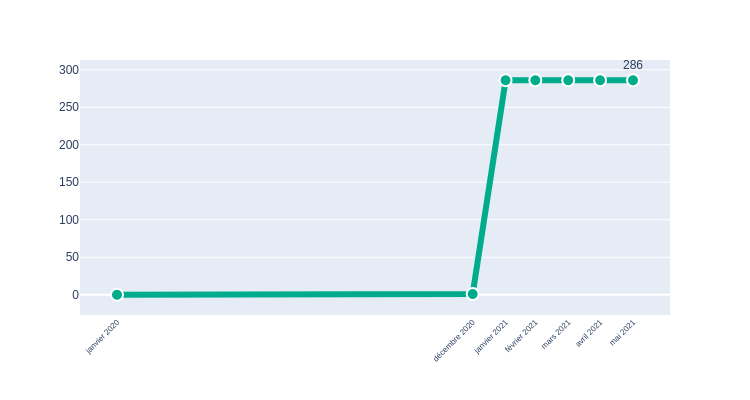 286
300
250
200
150
100
50
0
janvier 2020
décembre 2020
janvier 2021
février 2021
mars 2021
avril 2021
mai 2021